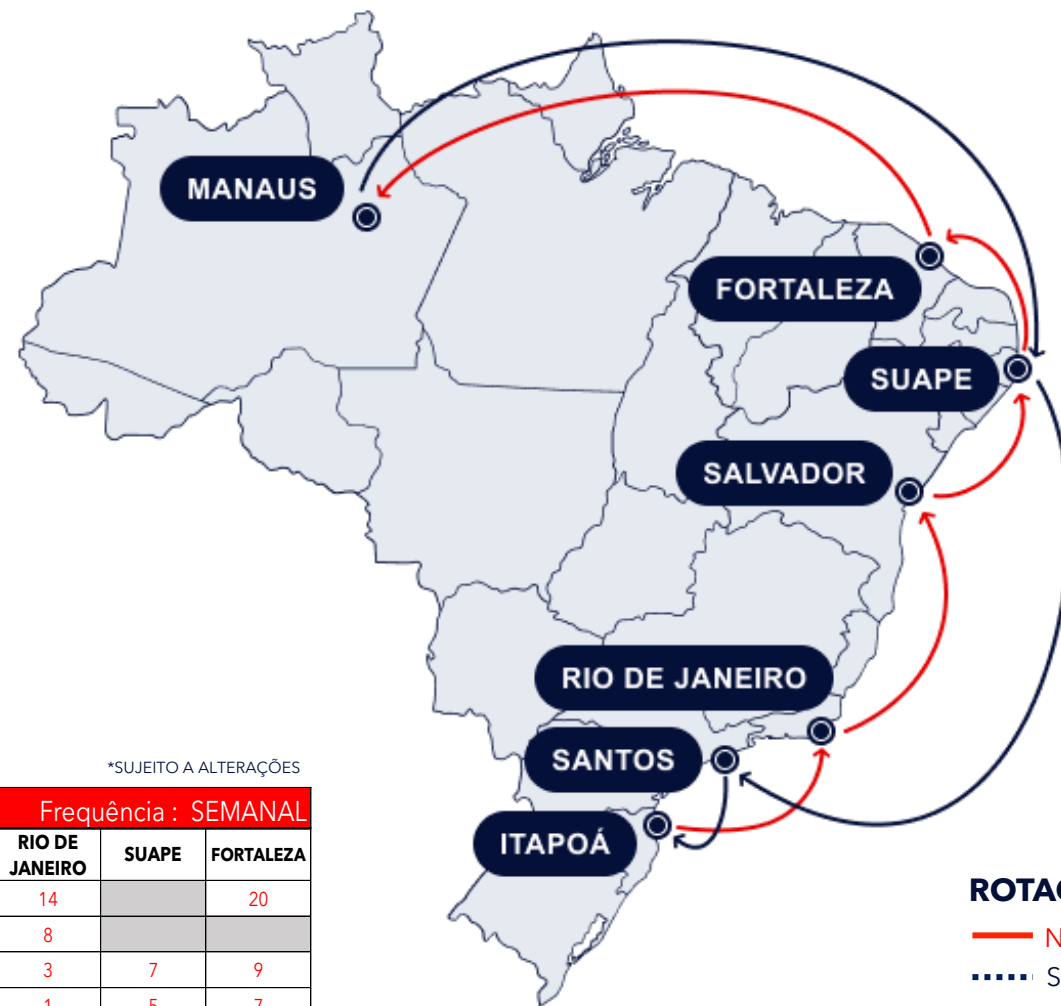 MANAUS
FORTALEZA
SUAPE
SALVADOR
RIO DE JANEIRO
SANTOS
ITAPOÁ
*SUJEITO A ALTERAÇÕES
Frequência : SEMANAL
RIO DE JANEIRO SUAPE FORTALEZA
14 20
8
3 7 9
1 5 7